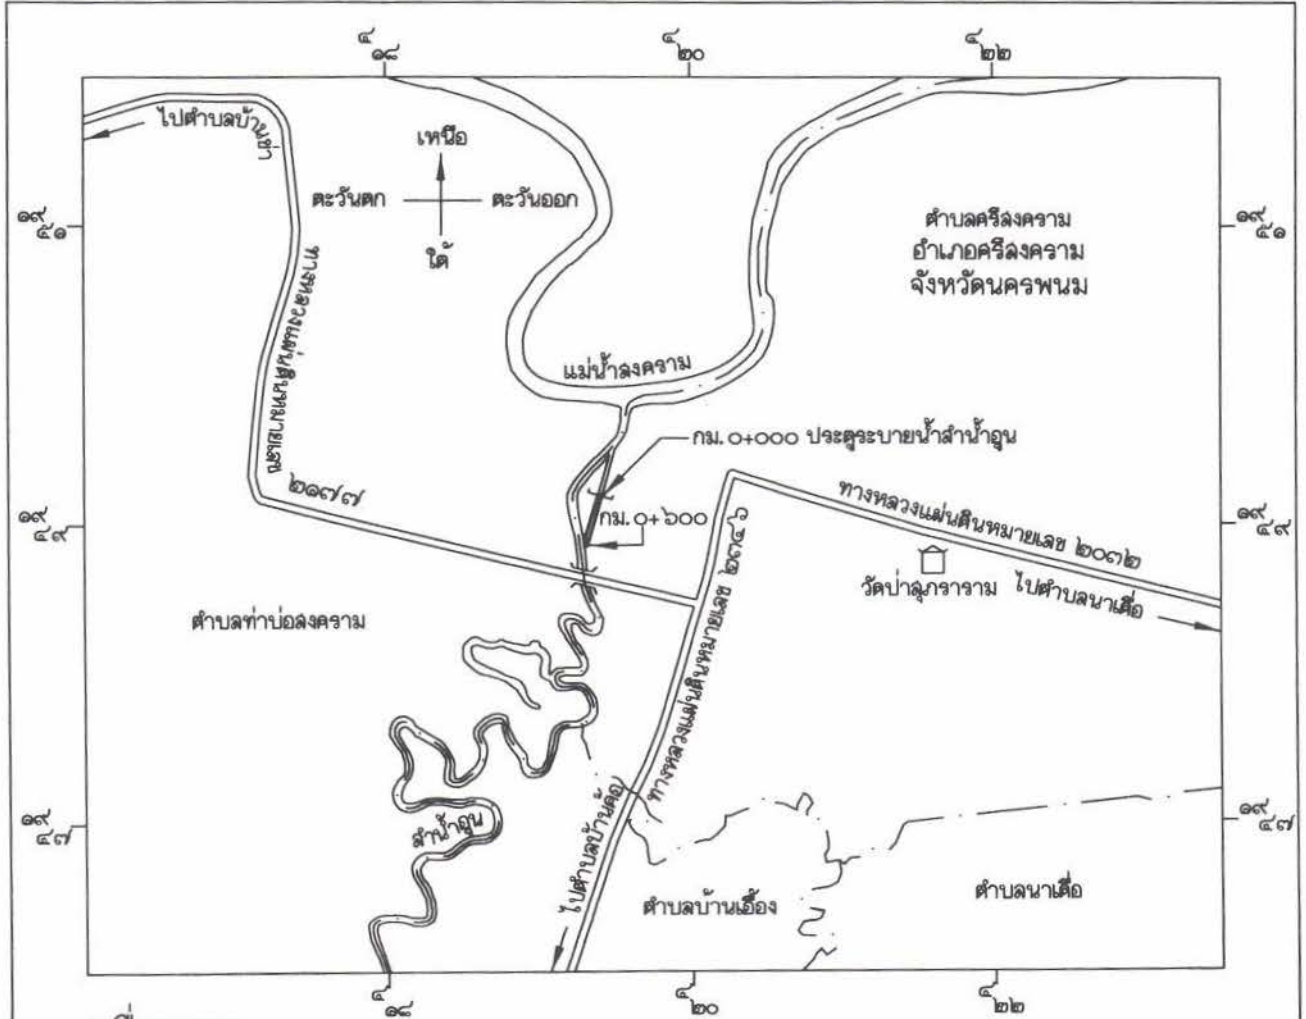 ๔ ๑๘
๔ ๒๐
๔ ๒๒
ไปตำบลบ้านข่า
เหนือ
ตะวันตก
ตะวันออก
ใต้
๑๙ ๕๑
๑๙ ๕๑
ตำบลศรีสงคราม
อำเภอศรีสงคราม
จังหวัดนครพนม
ทางหลวงแผ่นดินหมายเลข
๒๑๗๗
แม่น้ำสงคราม
กม. ๐+๐๐๐ ประตูระบายน้ำลำน้ำอูน
กม. ๐+๖๐๐
๑๙ ๔๙
๑๙ ๔๙
ทางหลวงแผ่นดินหมายเลข ๒๐๓๒
วัดป่าสุภราราม
ไปตำบลนาเดื่อ
ทางหลวงแผ่นดินหมายเลข ๒๓๔๖
ตำบลท่าบ่อสงคราม
๑๙ ๔๗
๑๙ ๔๗
ลำน้ำอูน
ตำบลบ้านเอื้อง
ตำบลนาเดื่อ
๔ ๑๘
๔ ๒๐
๔ ๒๒